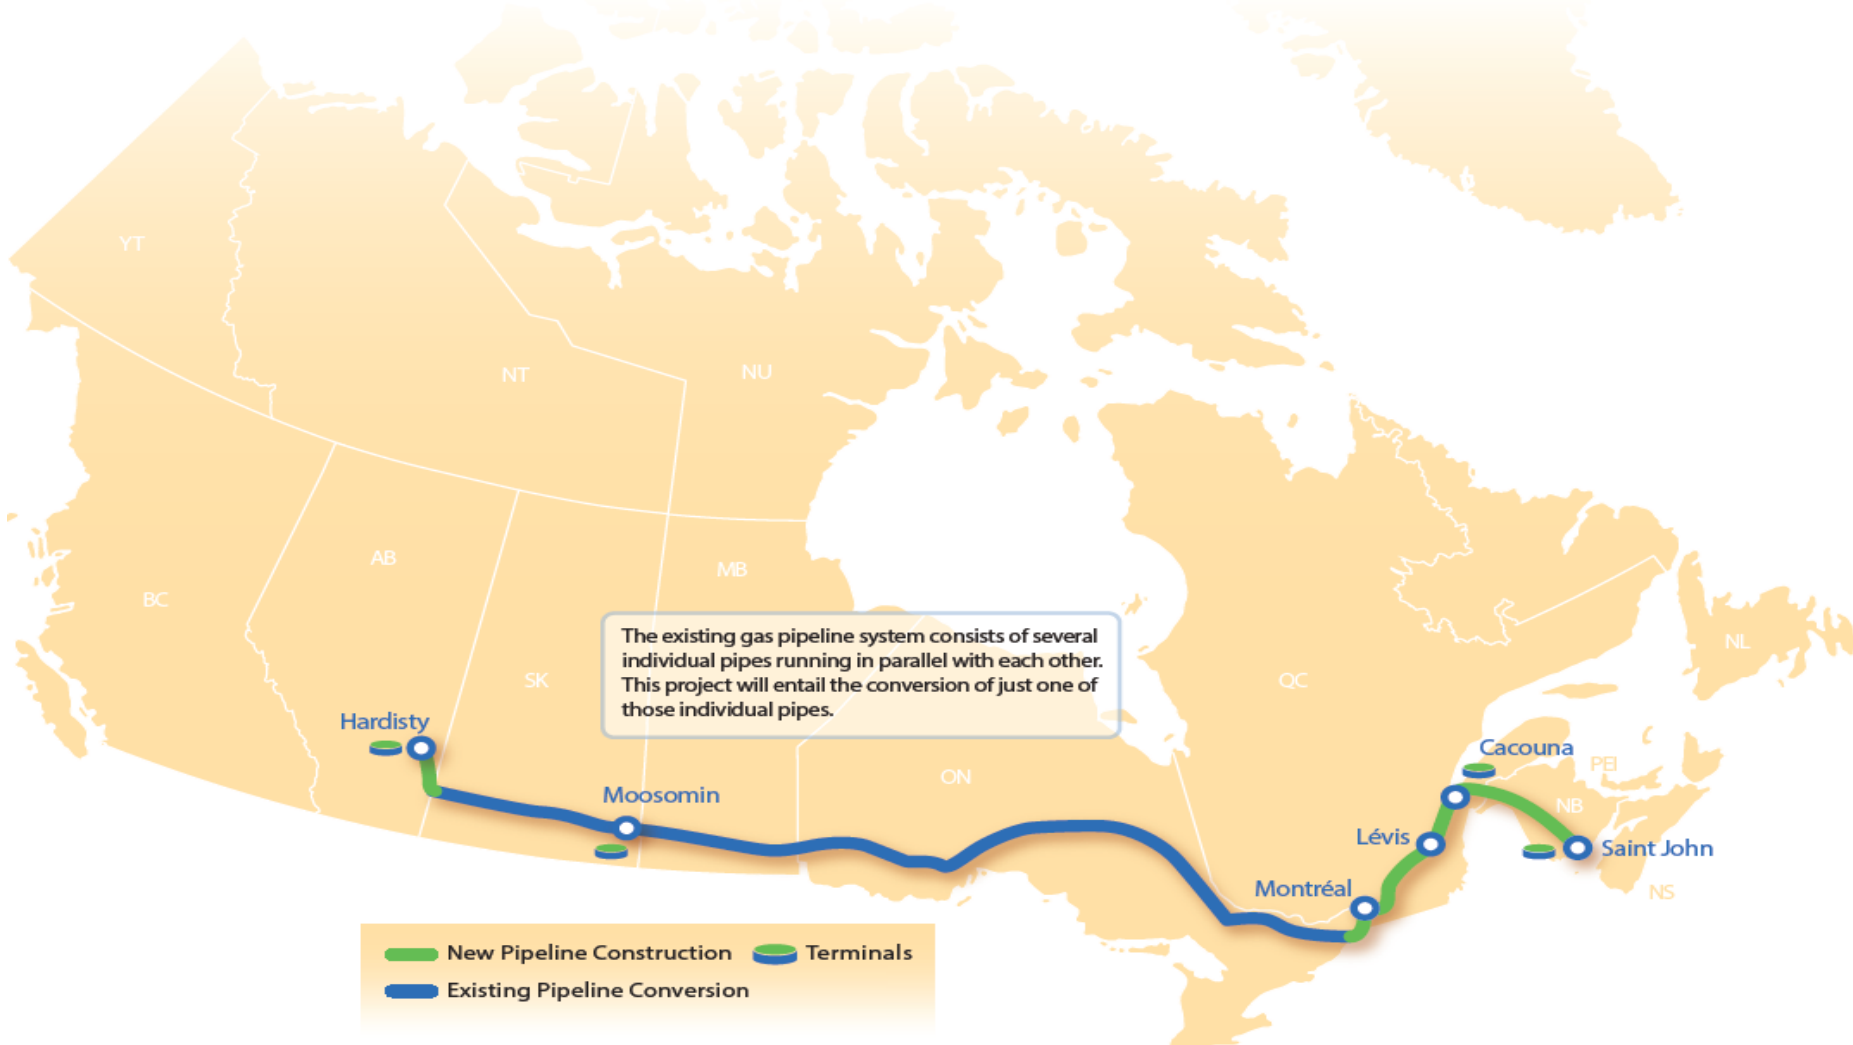 YT
NT
NU
AB
BC
MB
SK
The existing gas pipeline system consists of several
individual pipes running in parallel with each other.
This project will entail the conversion of just one of
those individual pipes.
QC
NL
Hardisty
Moosomin
ON
Cacouna
PEI
NB
Lévis
Saint John
Montréal
NS
New Pipeline Construction
Terminals
Existing Pipeline Conversion